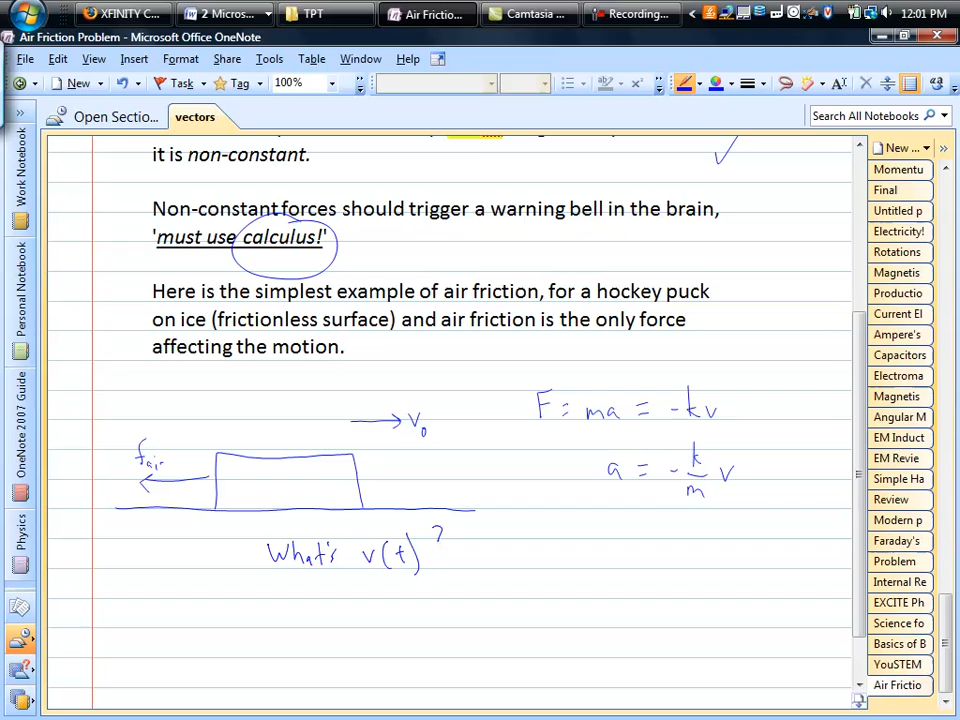 XFINITY C...
2 Micros...
TPT
Air Frictio...
Camtasia ...
Recording...
12:01 PM
Air Friction Problem - Microsoft OneNote
File Edit View Insert Format Share Tools Table Window Help
New Task Tag 100%
Open Sectio... vectors Search All Notebooks
it is non-constant.
Non-constant forces should trigger a warning bell in the brain,
'must use calculus!'
Here is the simplest example of air friction, for a hockey puck
on ice (frictionless surface) and air friction is the only force
affecting the motion.
v₀
f air
F = ma = -kv
a = - k/m v
What's v(t)?
Work Notebook
Personal Notebook
OneNote 2007 Guide
Physics
New ...
Momentu
Final
Untitled p
Electricity!
Rotations
Magnetis
Productio
Current El
Ampere's
Capacitors
Electroma
Magnetis
Angular M
EM Induct
EM Revie
Simple Ha
Review
Modern p
Faraday's
Problem
Internal Re
EXCITE Ph
Science fo
Basics of B
YouSTEM
Air Frictio